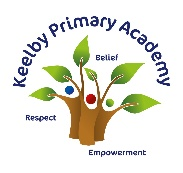 Keelby Primary Academy
Belief
Respect
Empowerment